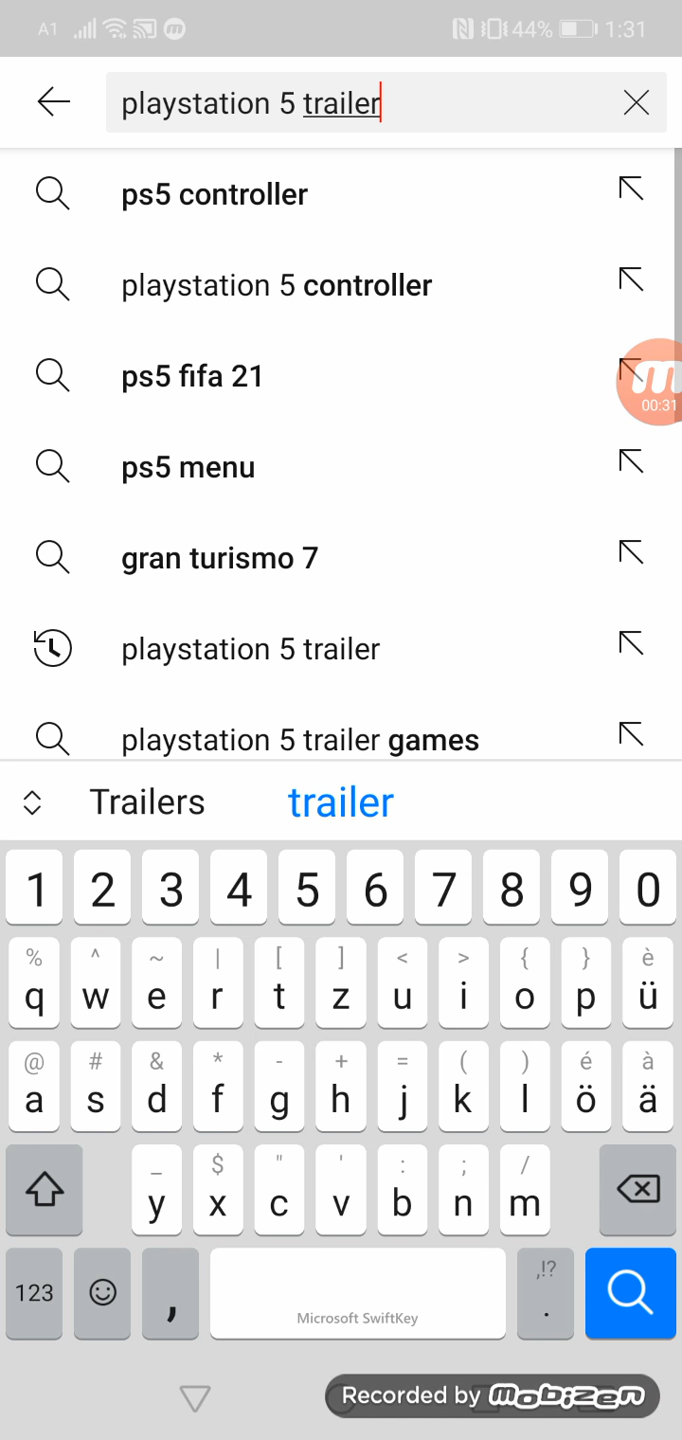 A1 44% 1:31
playstation 5 trailer
ps5 controller
playstation 5 controller
ps5 fifa 21
m
00:31
ps5 menu
gran turismo 7
playstation 5 trailer
playstation 5 trailer games
Trailers trailer
1 2 3 4 5 6 7 8 9 0
% ^ ~ | [ ] < > { } è
q w e r t z u i o p ü
@ # & * - + = ( ) é à
a s d f g h j k l ö ä
_ $ " ' : ; /
y x c v b n m
123 , Microsoft SwiftKey ,!? .
Recorded by mobizen